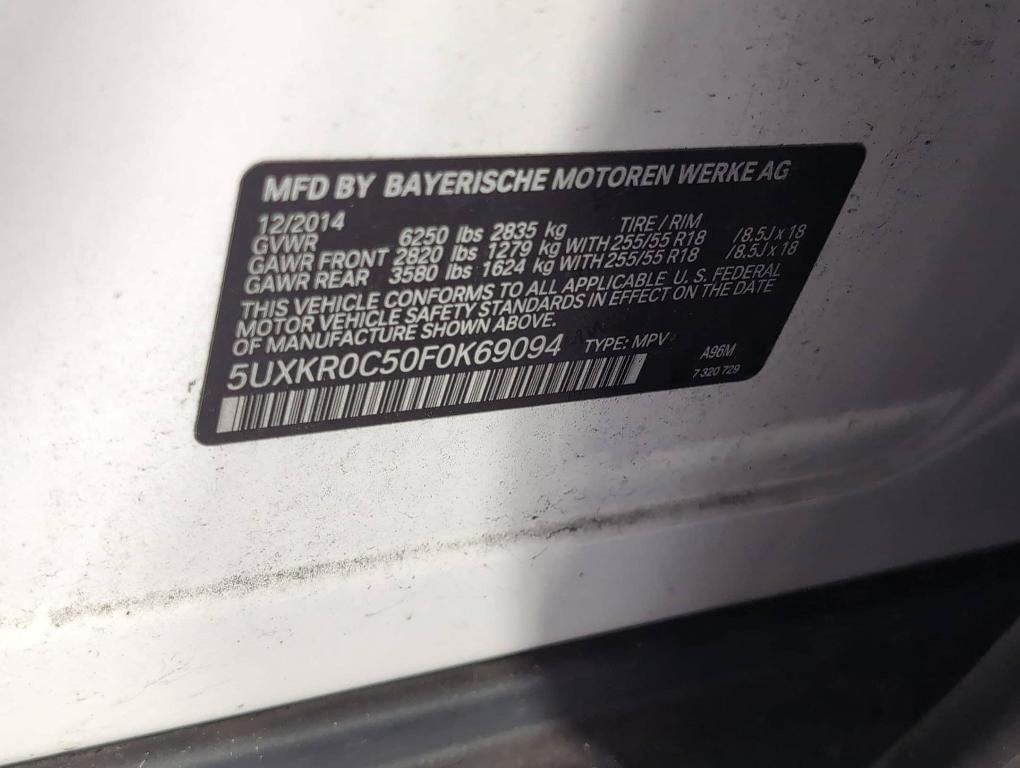 MFD BY BAYERISCHE MOTOREN WERKE AG
12/2014 TIRE / RIM
GVWR 6250 lbs 2835 kg
GAWR FRONT 2820 lbs 1279 kg WITH 255/55 R18 /8.5J x 18
GAWR REAR 3580 lbs 1624 kg WITH 255/55 R18 /8.5J x 18
THIS VEHICLE CONFORMS TO ALL APPLICABLE U. S. FEDERAL
MOTOR VEHICLE SAFETY STANDARDS IN EFFECT ON THE DATE
OF MANUFACTURE SHOWN ABOVE.
5UXKR0C50F0K69094 TYPE: MPV
A96M
7 320 729